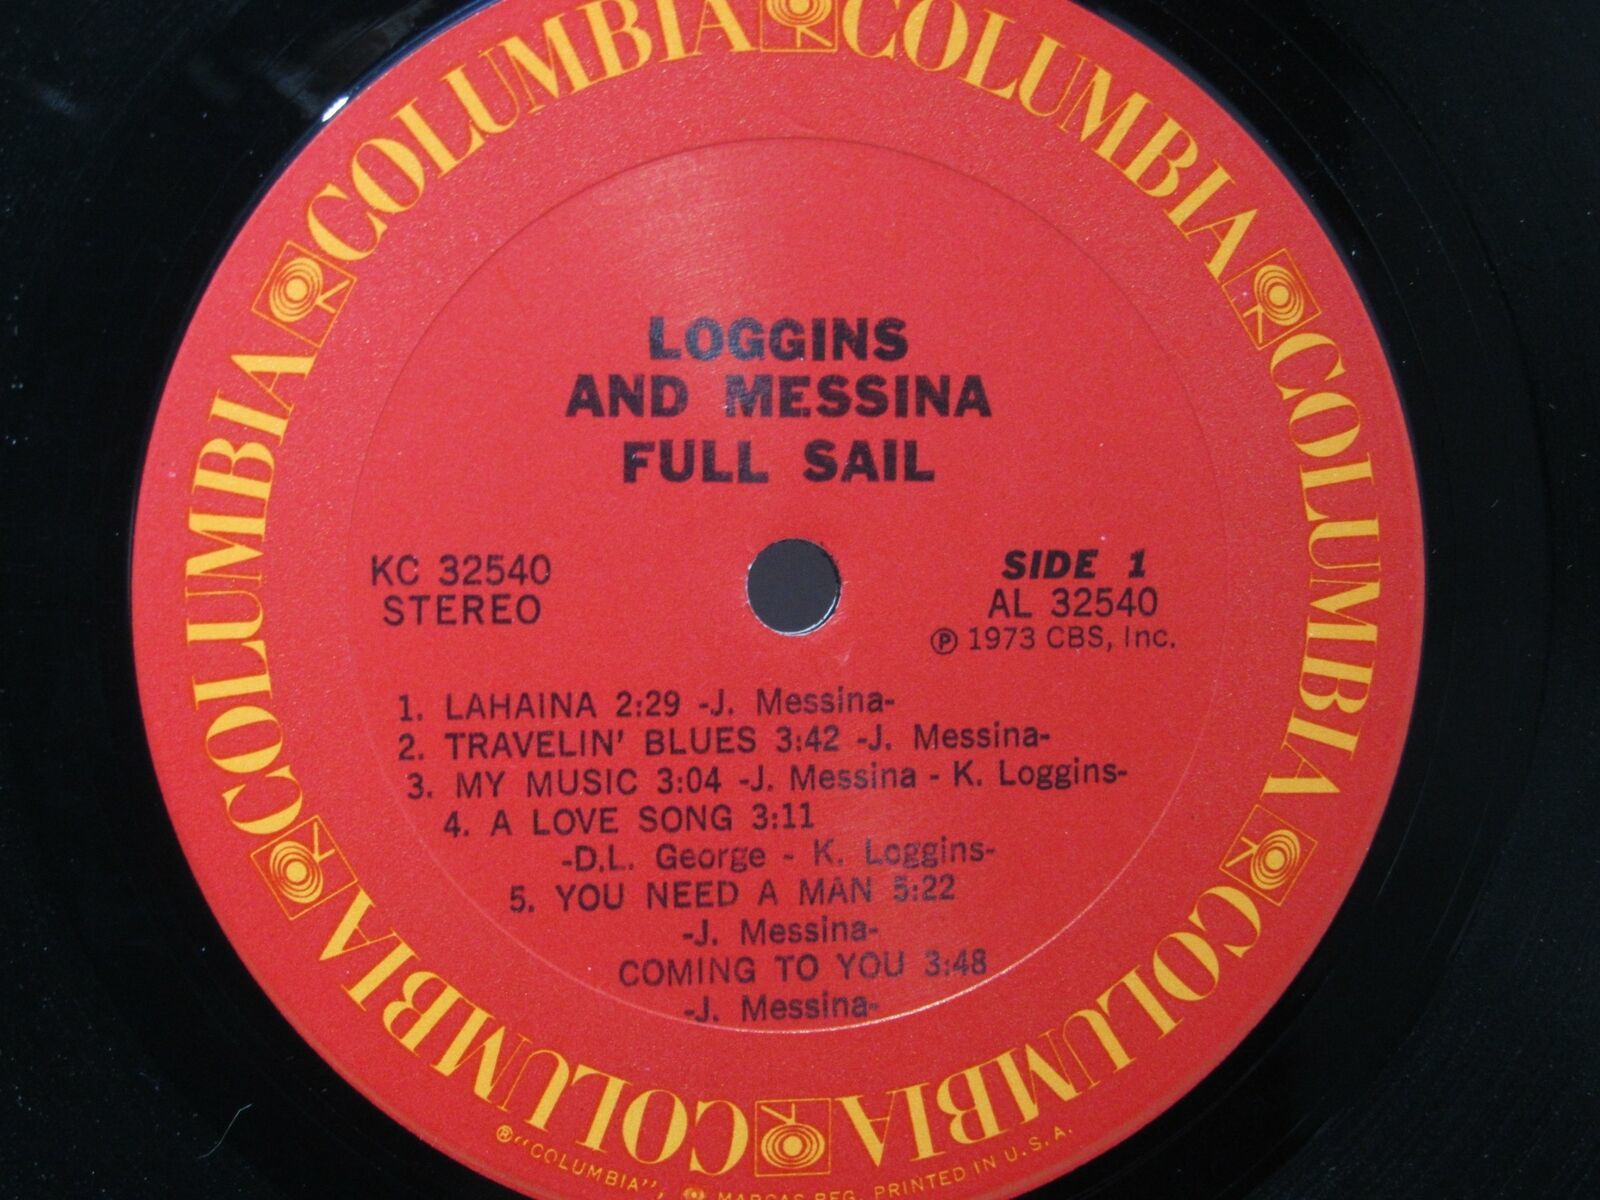 COLUMBIA COLUMBIA COLUMBIA COLUMBIA COLUMBIA COLUMBIA COLUMBIA COLUMBIA
LOGGINS
AND MESSINA
FULL SAIL
KC 32540
STEREO
SIDE 1
AL 32540
Ⓟ 1973 CBS, Inc.
1. LAHAINA 2:29 -J. Messina-
2. TRAVELIN' BLUES 3:42 -J. Messina-
3. MY MUSIC 3:04 -J. Messina - K. Loggins-
4. A LOVE SONG 3:11
-D.L. George - K. Loggins-
5. YOU NEED A MAN 5:22
-J. Messina-
COMING TO YOU 3:48
-J. Messina-
®"COLUMBIA", MARCAS REG. PRINTED IN U.S.A.